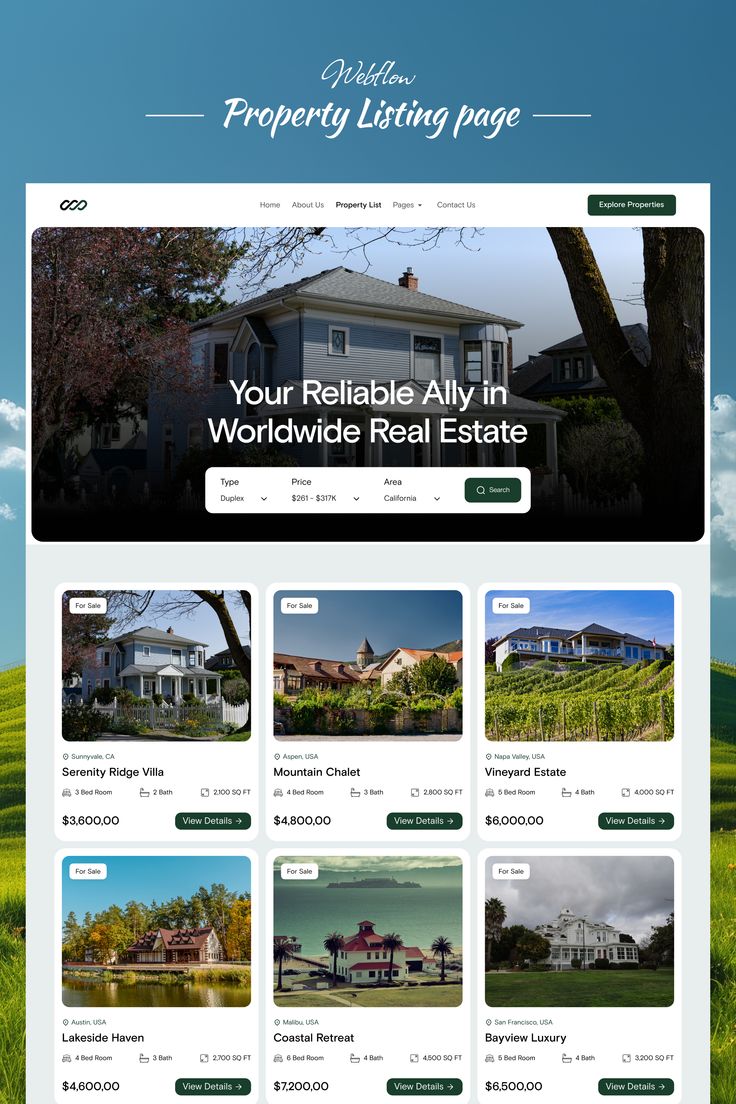 Webflow
Property Listing page
Home About Us Property List Pages Contact Us Explore Properties
Your Reliable Ally in
Worldwide Real Estate
Type Price Area
Duplex $261 - $317K California Search
For Sale For Sale For Sale
Sunnyvale, CA Aspen, USA Napa Valley, USA
Serenity Ridge Villa Mountain Chalet Vineyard Estate
3 Bed Room 2 Bath 2,100 SQ FT 4 Bed Room 3 Bath 2,800 SQ FT 5 Bed Room 4 Bath 4,000 SQ FT
$3,600,00 View Details → $4,800,00 View Details → $6,000,00 View Details →
For Sale For Sale For Sale
Austin, USA Malibu, USA San Francisco, USA
Lakeside Haven Coastal Retreat Bayview Luxury
4 Bed Room 3 Bath 2,700 SQ FT 6 Bed Room 4 Bath 4,500 SQ FT 5 Bed Room 4 Bath 3,200 SQ FT
$4,600,00 View Details → $7,200,00 View Details → $6,500,00 View Details →